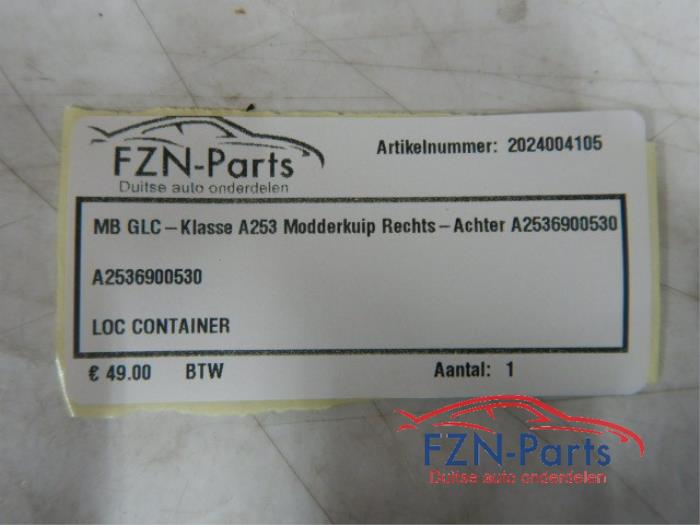 FZN-Parts
Duitse auto onderdelen
Artikelnummer: 2024004105
MB GLC-Klasse A253 Modderkuip Rechts-Achter A2536900530
A2536900530
LOC CONTAINER
€ 49.00 BTW Aantal: 1
FZN-Parts
Duitse auto onderdelen